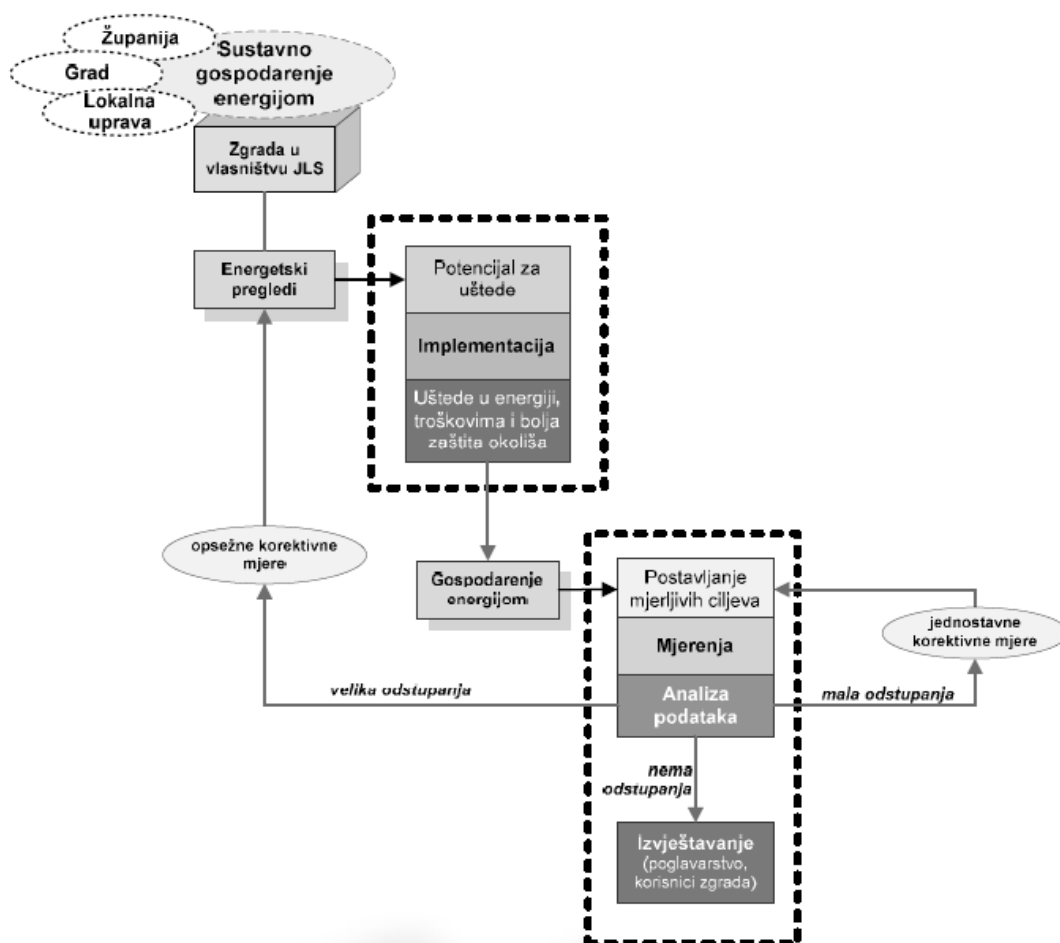 Županija
Grad
Lokalna
uprava
Sustavno
gospodarenje
energijom
Zgrada u
vlasništvu JLS
Energetski
pregledi
Potencijal za
uštede
Implementacija
Uštede u energiji,
troškovima i bolja
zaštita okoliša
opsežne korektivne
mjere
Gospodarenje
energijom
Postavljanje
mjerljivih ciljeva
Mjerenja
Analiza
podataka
jednostavne
korektivne mjere
velika odstupanja
mala odstupanja
nema
odstupanja
Izvještavanje
(poglavarstvo,
korisnici zgrada)